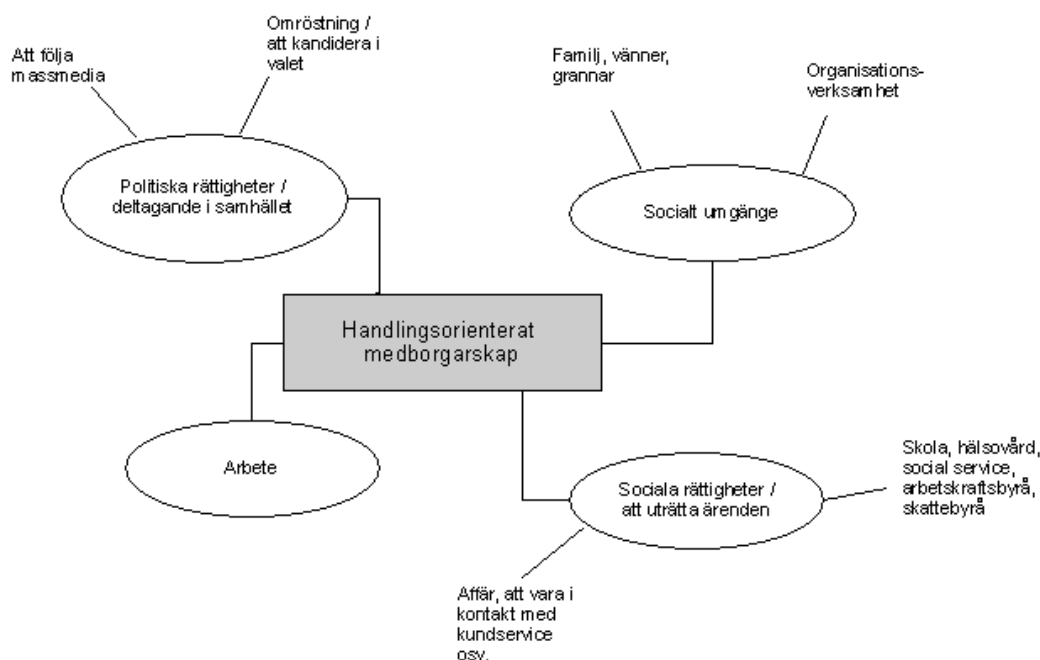 Att följa
massmedia
Omröstning /
att kandidera i
valet
Familj, vänner,
grannar
Organisations-
verksamhet
Politiska rättigheter /
deltagande i samhället
Socialt umgänge
Handlingsorienterat
medborgarskap
Arbete
Sociala rättigheter /
att uträtta ärenden
Skola, hälsovård,
social service,
arbetskraftsbyrå,
skattebyrå
Affär, att vara i
kontakt med
kundservice
osv.